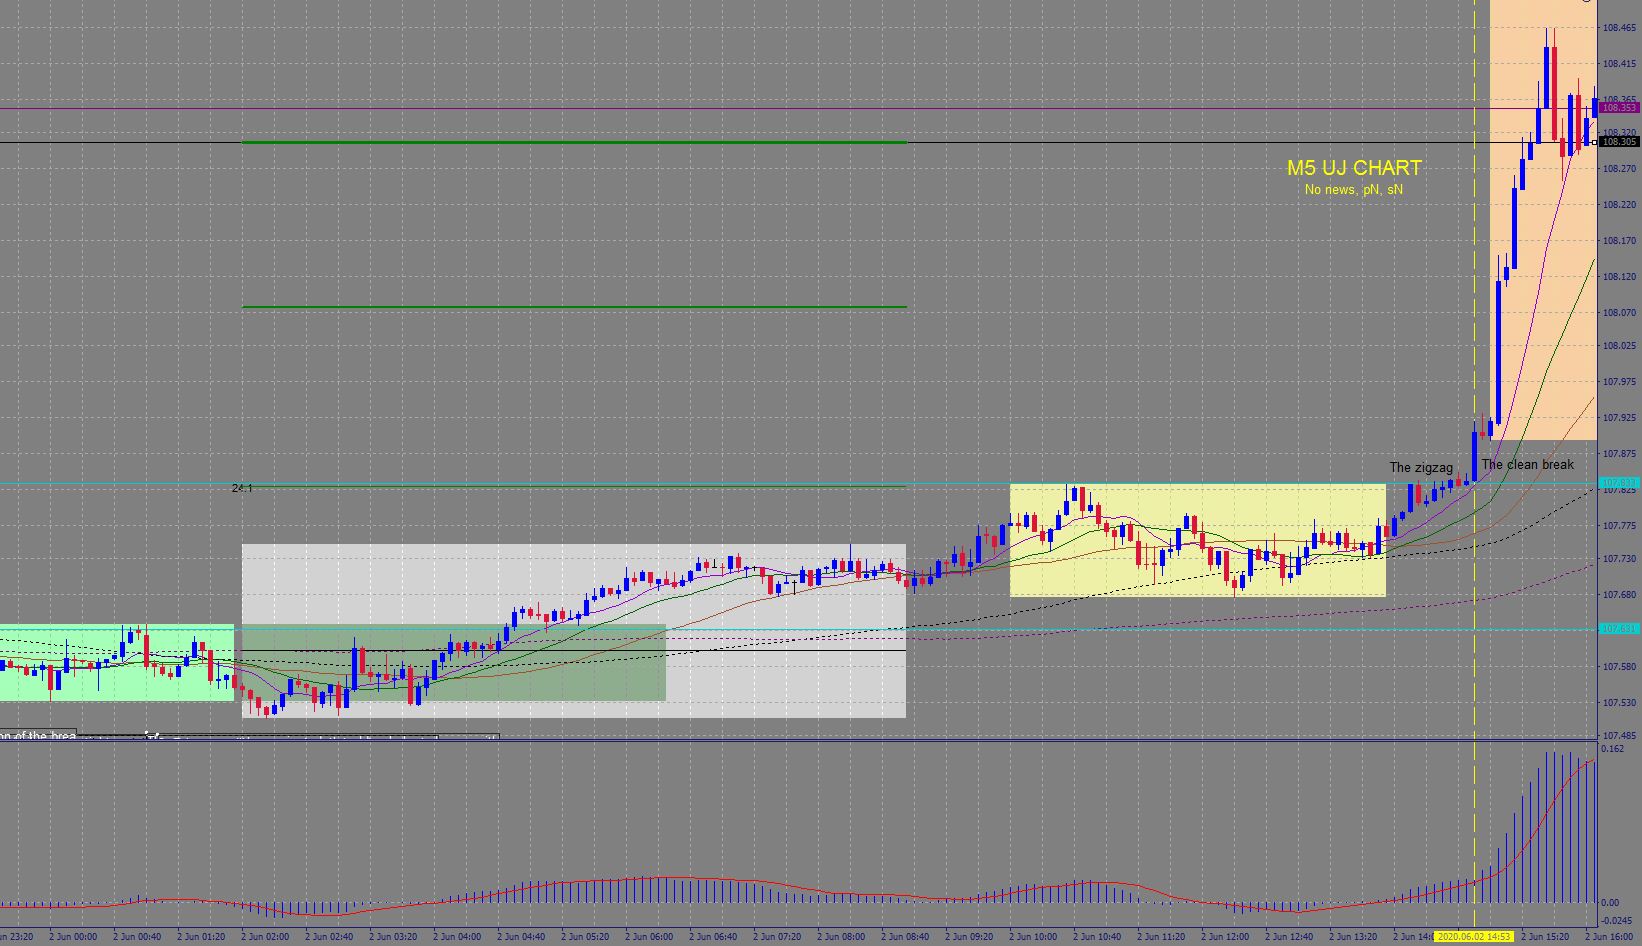 108.465
108.415
108.365
108.353
108.320
108.305
M5 UJ CHART
108.270
No news, pN, sN
108.220
108.170
108.120
108.070
108.025
107.975
107.925
107.875
The zigzag
The clean break
107.833
24.1
107.825
107.775
107.730
107.680
107.631
107.580
107.530
on of the brea
107.485
0.162
0.00
-0.0245
un 23:20
2 Jun 00:00
2 Jun 00:40
2 Jun 01:20
2 Jun 02:00
2 Jun 02:40
2 Jun 03:20
2 Jun 04:00
2 Jun 04:40
2 Jun 05:20
2 Jun 06:00
2 Jun 06:40
2 Jun 07:20
2 Jun 08:00
2 Jun 08:40
2 Jun 09:20
2 Jun 10:00
2 Jun 10:40
2 Jun 11:20
2 Jun 12:00
2 Jun 12:40
2 Jun 13:20
2 Jun 14:0
2020.06.02 14:53
2 Jun 15:20
2 Jun 16:00